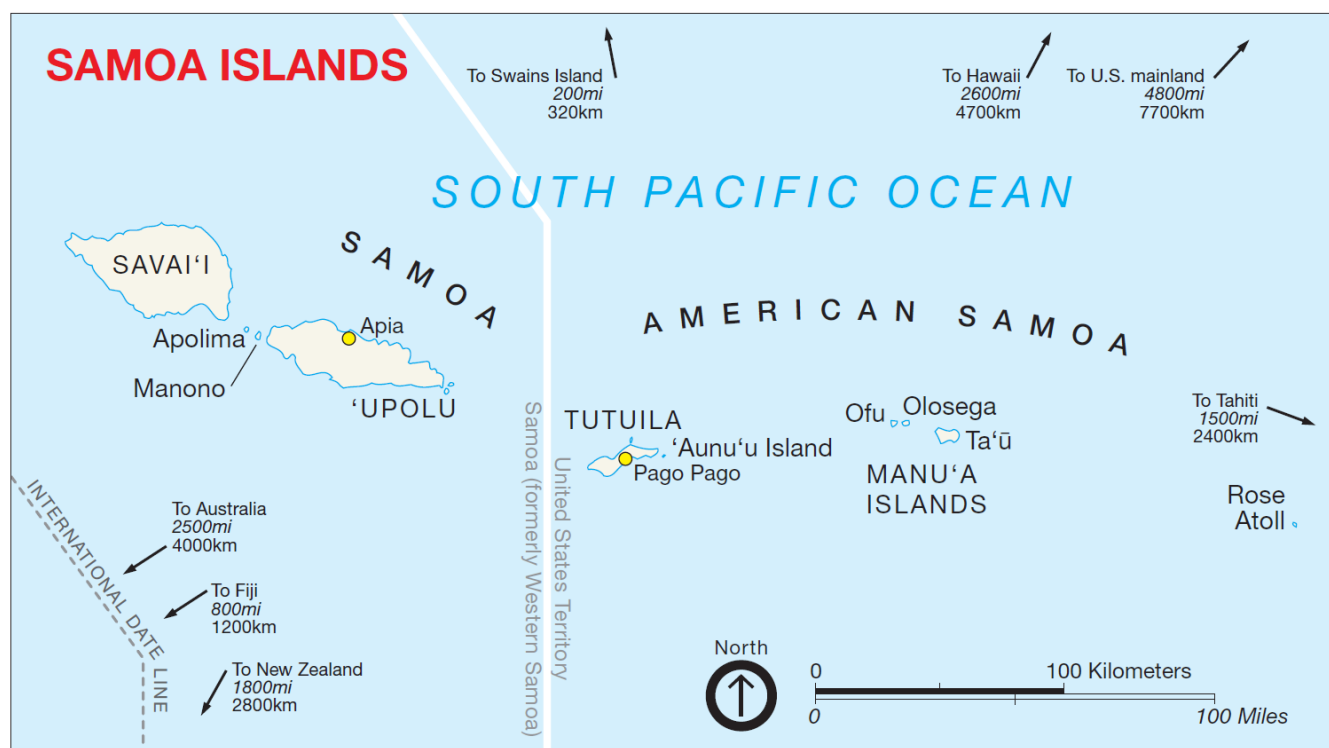 SAMOA ISLANDS
To Swains Island
200mi
320km
To Hawaii
2600mi
4700km
To U.S. mainland
4800mi
7700km
SOUTH PACIFIC OCEAN
SAMOA
SAVAI‘I
Apolima
Manono
Apia
‘UPOLU
AMERICAN SAMOA
TUTUILA
‘Aunu‘u Island
Pago Pago
Ofu
Olosega
Ta‘ū
MANU‘A
ISLANDS
To Tahiti
1500mi
2400km
Rose
Atoll
Samoa (formerly Western Samoa)
United States Territory
INTERNATIONAL DATE LINE
To Australia
2500mi
4000km
To Fiji
800mi
1200km
To New Zealand
1800mi
2800km
North
0
100 Kilometers
0
100 Miles